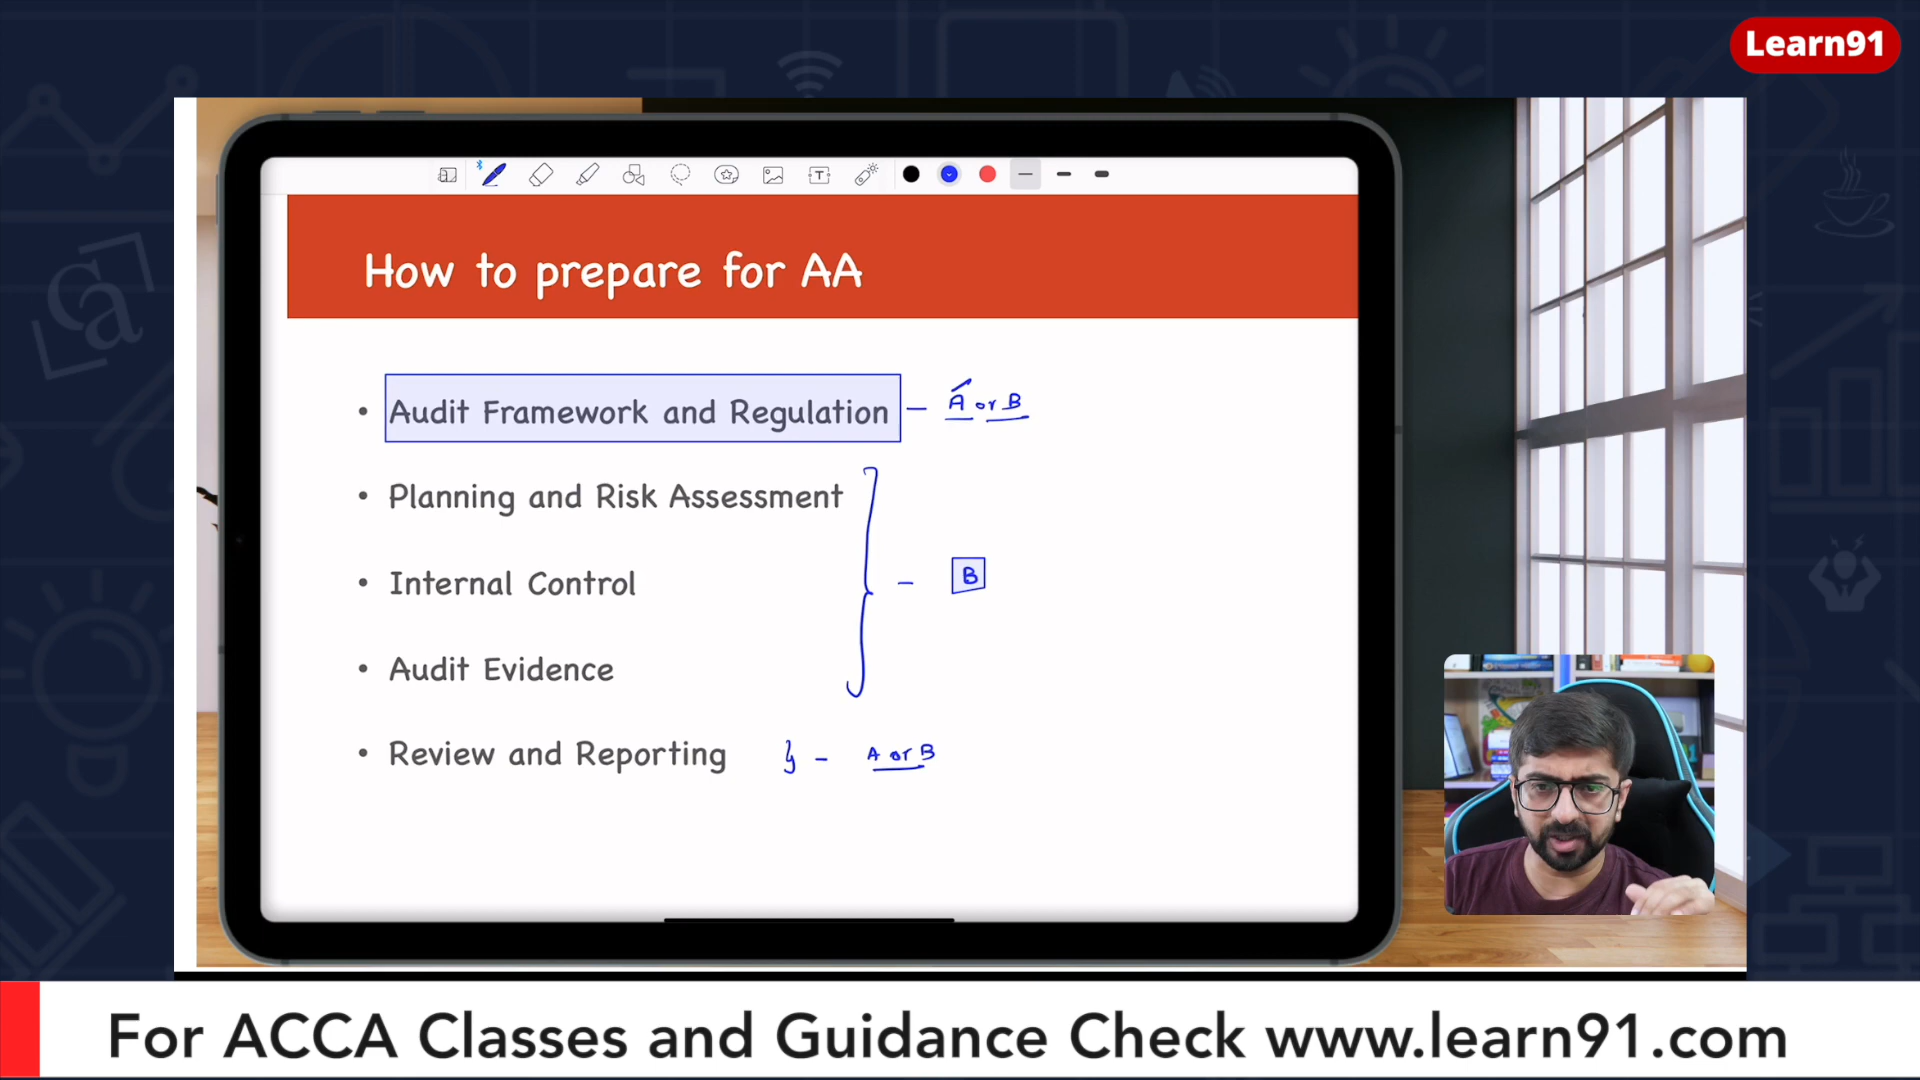 Learn91
How to prepare for AA
• Audit Framework and Regulation – A or B
• Planning and Risk Assessment
• Internal Control – B
• Audit Evidence
• Review and Reporting } – A or B
For ACCA Classes and Guidance Check www.learn91.com